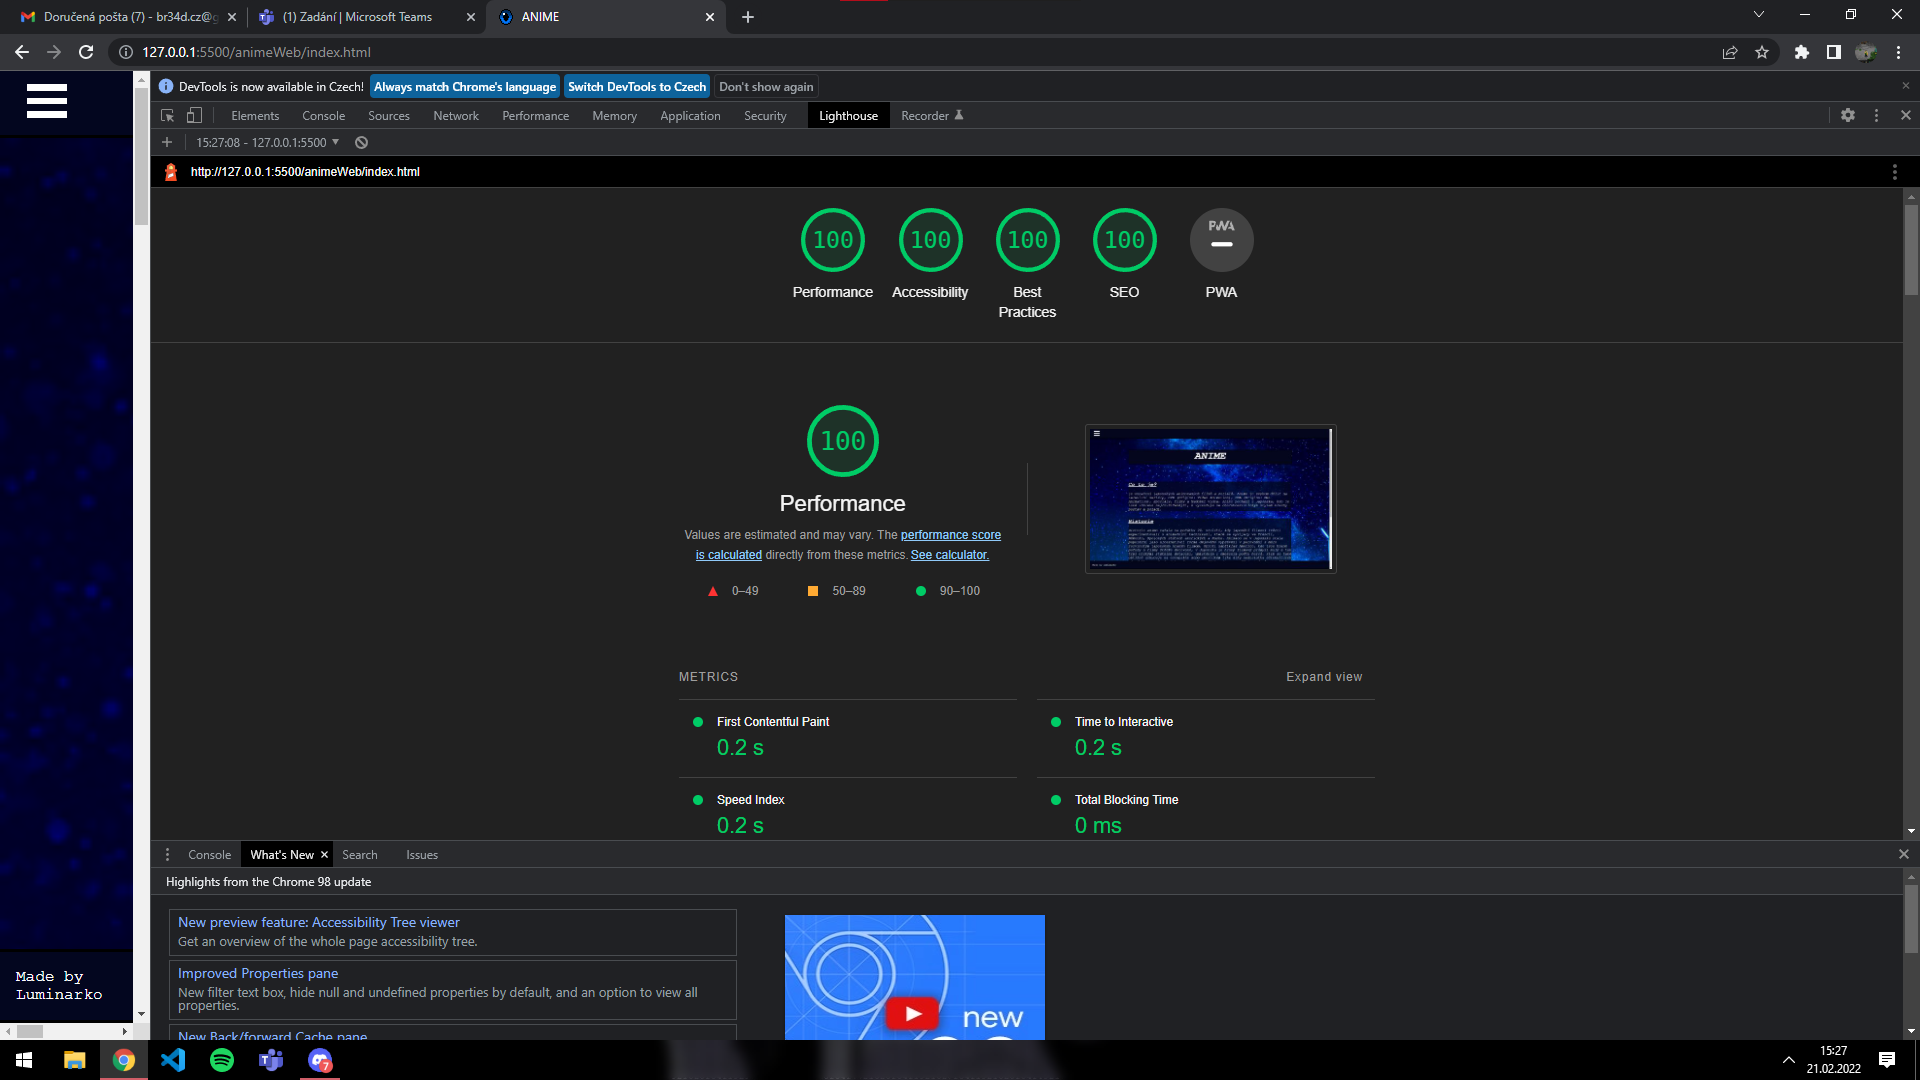 Doručená pošta (7) - br34d.cz@g
(1) Zadání | Microsoft Teams
ANIME
127.0.0.1:5500/animeWeb/index.html
DevTools is now available in Czech!
Always match Chrome's language
Switch DevTools to Czech
Don't show again
Elements
Console
Sources
Network
Performance
Memory
Application
Security
Lighthouse
Recorder
15:27:08 - 127.0.0.1:5500
http://127.0.0.1:5500/animeWeb/index.html
100
100
100
100
PWA
Performance
Accessibility
Best
Practices
SEO
PWA
100
Performance
Values are estimated and may vary. The performance score
is calculated directly from these metrics. See calculator.
0–49
50–89
90–100
ANIME
Co to je?
Historie
METRICS
Expand view
First Contentful Paint
0.2 s
Time to Interactive
0.2 s
Speed Index
0.2 s
Total Blocking Time
0 ms
Console
What's New
Search
Issues
Highlights from the Chrome 98 update
New preview feature: Accessibility Tree viewer
Get an overview of the whole page accessibility tree.
Improved Properties pane
New filter text box, hide null and undefined properties by default, and an option to view all
properties.
New Back/forward Cache pane
new
Made by
Luminarko
7
15:27
21.02.2022